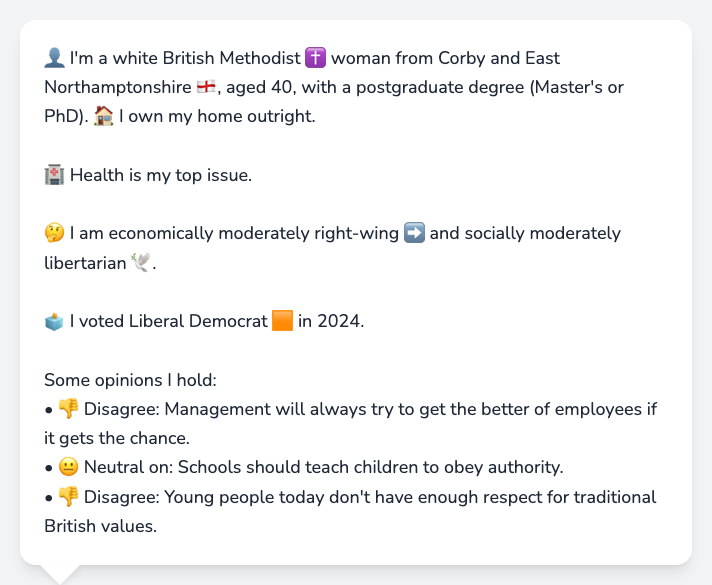 👤 I'm a white British Methodist ✝️ woman from Corby and East
Northamptonshire 🏴󠁧󠁢󠁥󠁮󠁧󠁿, aged 40, with a postgraduate degree (Master's or
PhD). 🏠 I own my home outright.
🏥 Health is my top issue.
🤔 I am economically moderately right-wing ➡️ and socially moderately
libertarian 🕊️.
🗳️ I voted Liberal Democrat 🟧 in 2024.
Some opinions I hold:
• 👎 Disagree: Management will always try to get the better of employees if
it gets the chance.
• 😐 Neutral on: Schools should teach children to obey authority.
• 👎 Disagree: Young people today don't have enough respect for traditional
British values.